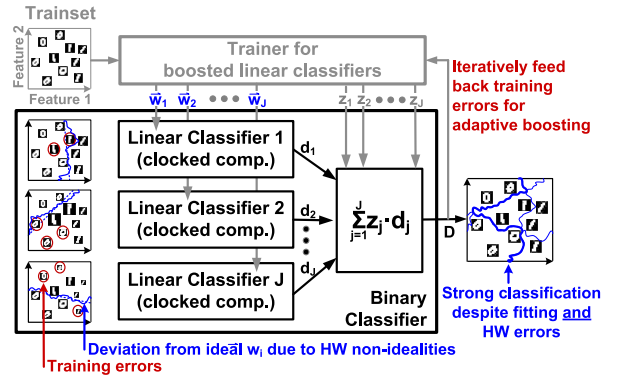 Trainset
Feature 2
Feature 1
Trainer for
boosted linear classifiers
w⃗1 w⃗2 ●●● w⃗J
z1 z2 ●●● zJ
Iteratively feed
back training
errors for
adaptive boosting
Linear Classifier 1
(clocked comp.)
d1
Linear Classifier 2
(clocked comp.)
d2
Linear Classifier J
(clocked comp.)
dJ
J
Σzj·dj
j=1
D
Binary
Classifier
Strong classification
despite fitting and
HW errors
Deviation from ideal wi due to HW non-idealities
Training errors